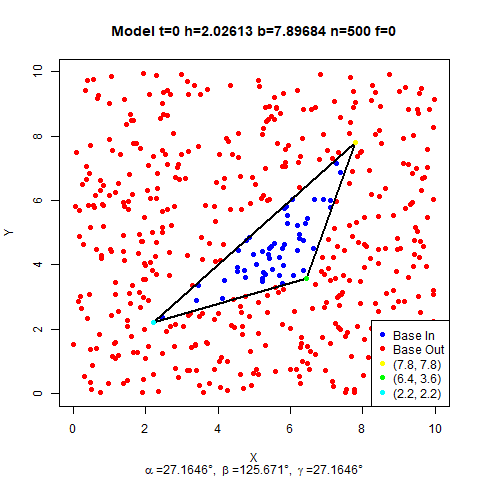 Model t=0 h=2.02613 b=7.89684 n=500 f=0
10
8
6
4
2
0
Y
Base In
Base Out
(7.8, 7.8)
(6.4, 3.6)
(2.2, 2.2)
0 2 4 6 8 10
X
α=27.1646°, β=125.671°, γ=27.1646°